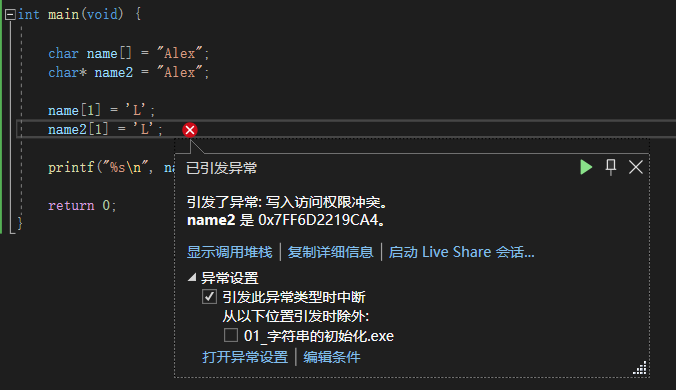 int main(void) {
char name[] = "Alex";
char* name2 = "Alex";
name[1] = 'L';
name2[1] = 'L';
printf("%s\n", na
return 0;
}
已引发异常
引发了异常: 写入访问权限冲突。
name2 是 0x7FF6D2219CA4。
显示调用堆栈 | 复制详细信息 | 启动 Live Share 会话...
异常设置
引发此异常类型时中断
从以下位置引发时除外:
01_字符串的初始化.exe
打开异常设置 | 编辑条件